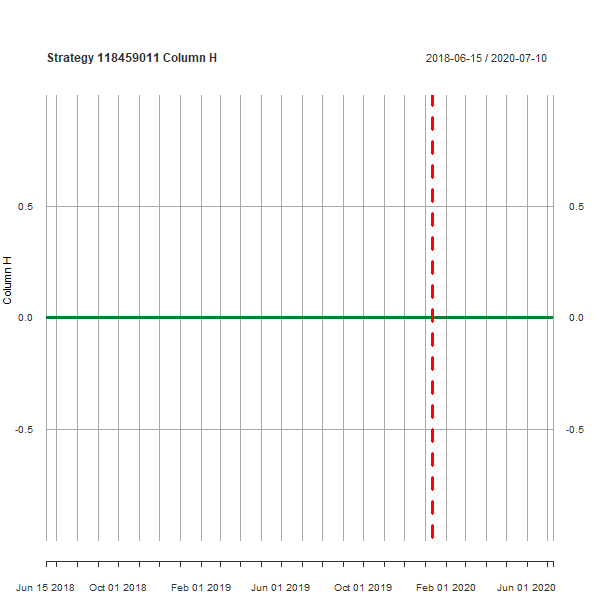 Strategy 118459011 Column H 2018-06-15 / 2020-07-10
0.5 0.5
Column H
0.0 0.0
-0.5 -0.5
Jun 15 2018 Oct 01 2018 Feb 01 2019 Jun 01 2019 Oct 01 2019 Feb 01 2020 Jun 01 2020